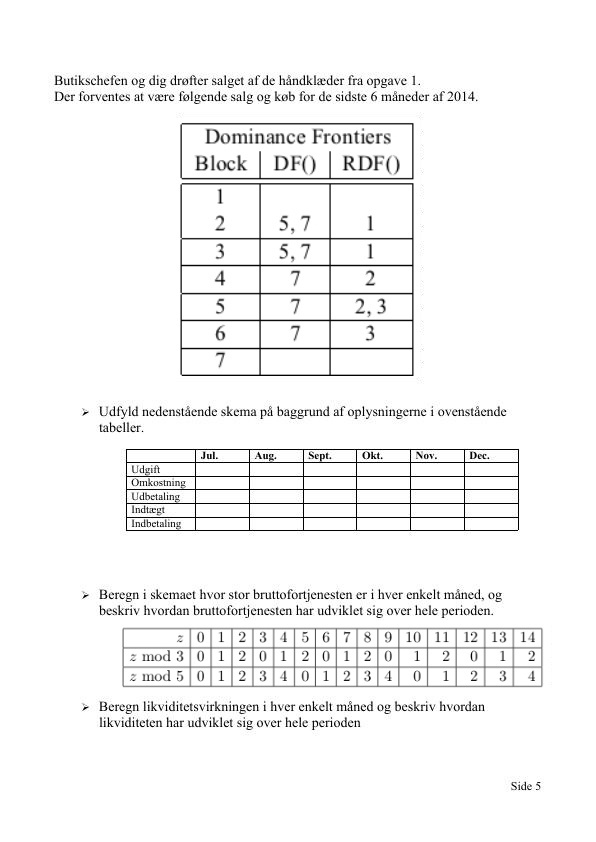 Butikschefen og dig drøfter salget af de håndklæder fra opgave 1.
Der forventes at være følgende salg og køb for de sidste 6 måneder af 2014.
Dominance Frontiers
Block DF() RDF()
1
2 5, 7 1
3 5, 7 1
4 7 2
5 7 2, 3
6 7 3
7
➢ Udfyld nedenstående skema på baggrund af oplysningerne i ovenstående
tabeller.
Jul. Aug. Sept. Okt. Nov. Dec.
Udgift
Omkostning
Udbetaling
Indtægt
Indbetaling
➢ Beregn i skemaet hvor stor bruttofortjenesten er i hver enkelt måned, og
beskriv hvordan bruttofortjenesten har udviklet sig over hele perioden.
z 0 1 2 3 4 5 6 7 8 9 10 11 12 13 14
z mod 3 0 1 2 0 1 2 0 1 2 0 1 2 0 1 2
z mod 5 0 1 2 3 4 0 1 2 3 4 0 1 2 3 4
➢ Beregn likviditetsvirkningen i hver enkelt måned og beskriv hvordan
likviditeten har udviklet sig over hele perioden
Side 5